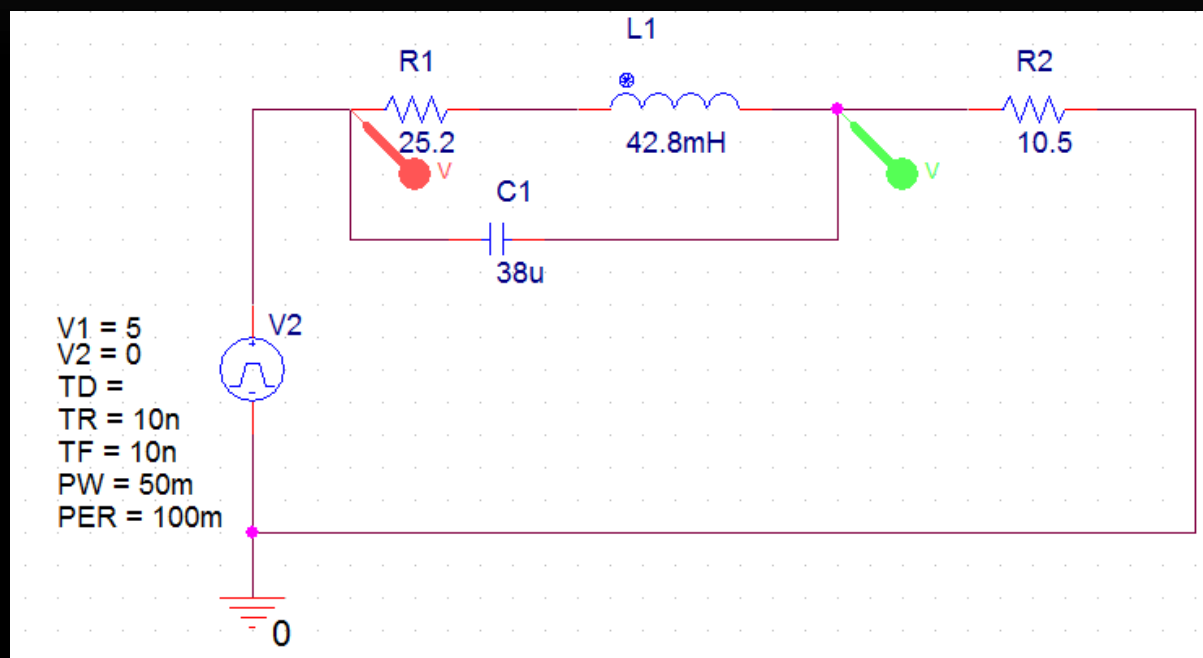 L1
R1
R2
25.2
42.8mH
10.5
V
V
C1
38u
V2
V1 = 5
V2 = 0
TD =
TR = 10n
TF = 10n
PW = 50m
PER = 100m
0